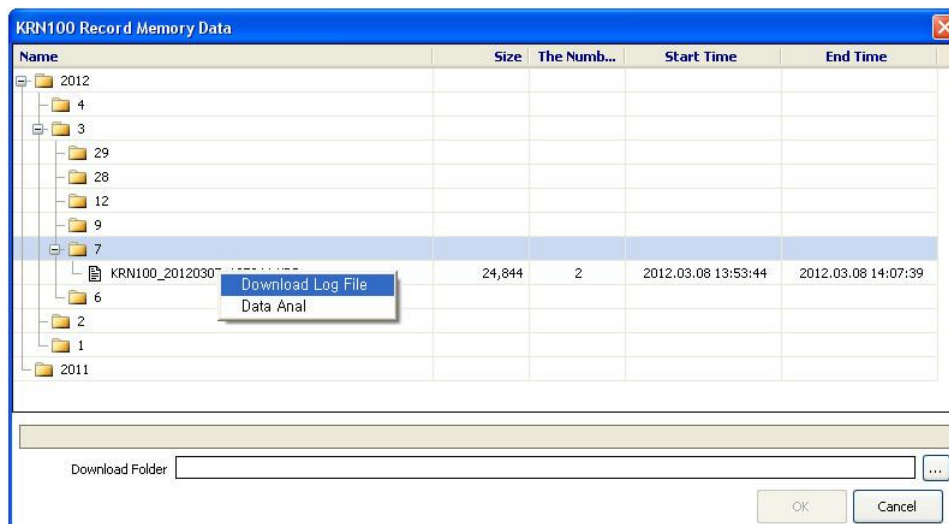 KRN100 Record Memory Data
Name Size The Numb... Start Time End Time
2012
4
3
29
28
12
9
7
24,844 2 2012.03.08 13:53:44 2012.03.08 14:07:39
Download Log File
6
Data Anal
2
1
2011
Download Folder ...
OK Cancel